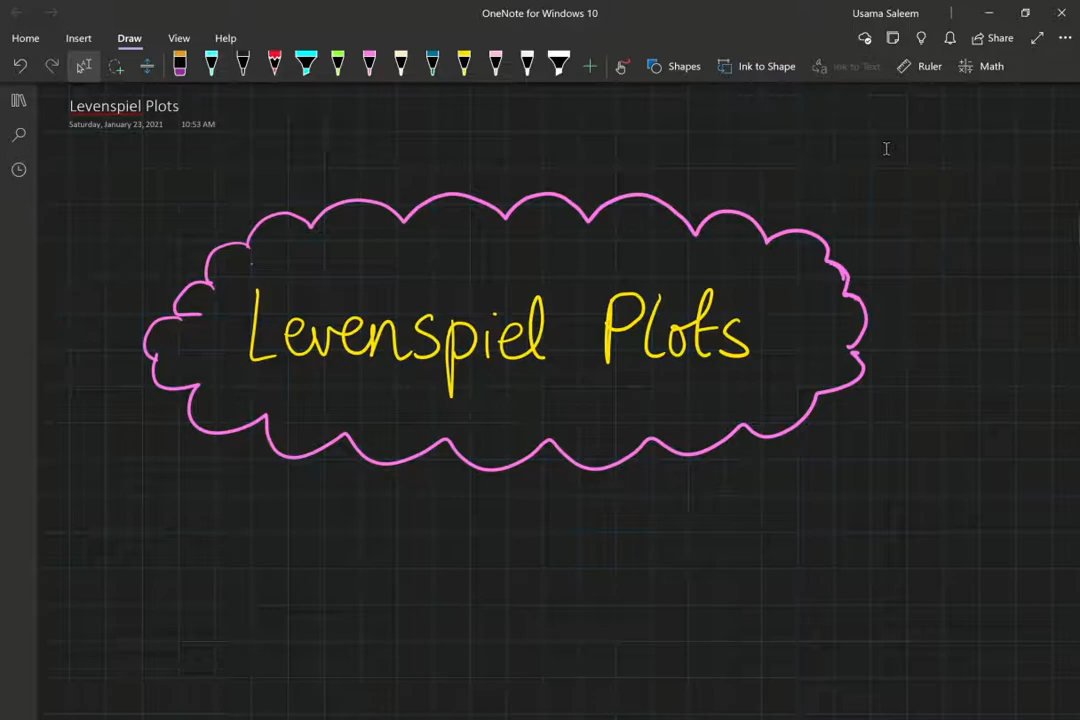 OneNote for Windows 10
Usama Saleem
Home Insert Draw View Help
Share
Shapes Ink to Shape Ink to Text Ruler Math
Levenspiel Plots
Saturday, January 23, 2021 10:53 AM
Levenspiel Plots